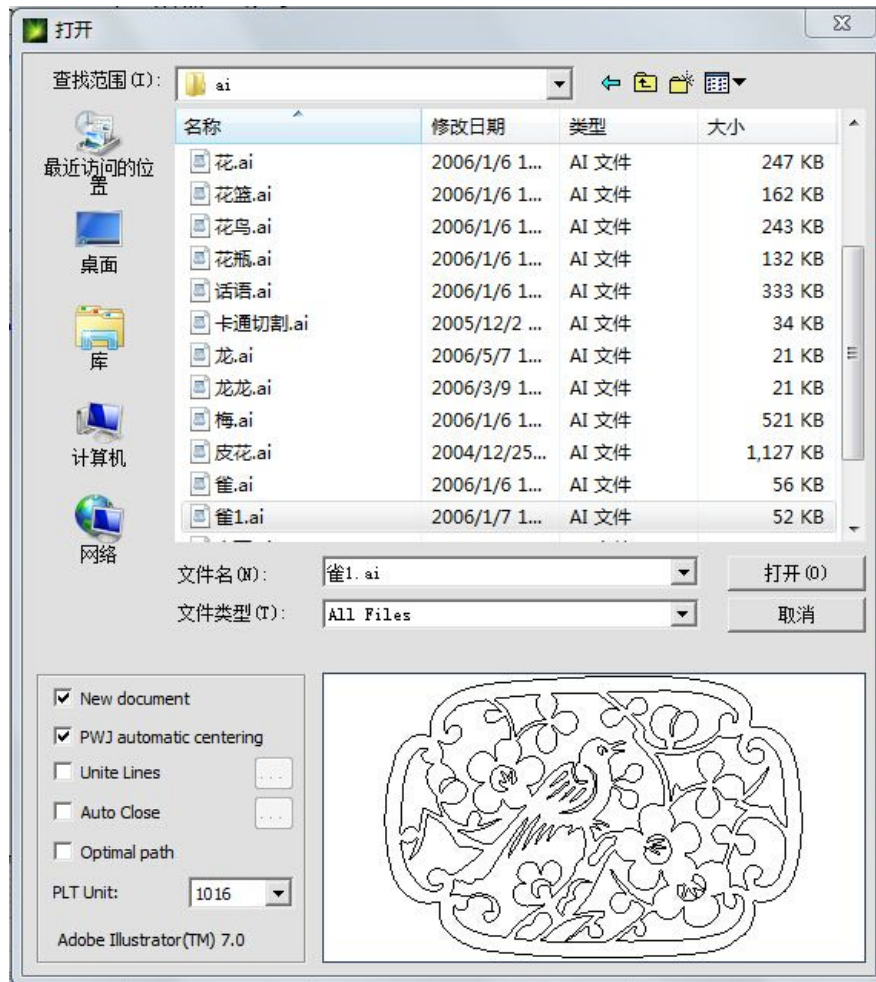 打开
查找范围(I):
ai
名称 修改日期 类型 大小
花.ai 2006/1/6 1... AI 文件 247 KB
花篮.ai 2006/1/6 1... AI 文件 162 KB
花鸟.ai 2006/1/6 1... AI 文件 243 KB
花瓶.ai 2006/1/6 1... AI 文件 132 KB
话语.ai 2006/1/6 1... AI 文件 333 KB
卡通切割.ai 2005/12/2 ... AI 文件 34 KB
龙.ai 2006/5/7 1... AI 文件 21 KB
龙龙.ai 2006/3/9 1... AI 文件 21 KB
梅.ai 2006/1/6 1... AI 文件 521 KB
皮花.ai 2004/12/25... AI 文件 1,127 KB
雀.ai 2006/1/6 1... AI 文件 56 KB
雀1.ai 2006/1/7 1... AI 文件 52 KB
最近访问的位
置
桌面
库
计算机
网络
文件名(N): 雀1.ai 打开(O)
文件类型(T): All Files 取消
New document
PWJ automatic centering
Unite Lines ...
Auto Close ...
Optimal path
PLT Unit: 1016
Adobe Illustrator(TM) 7.0